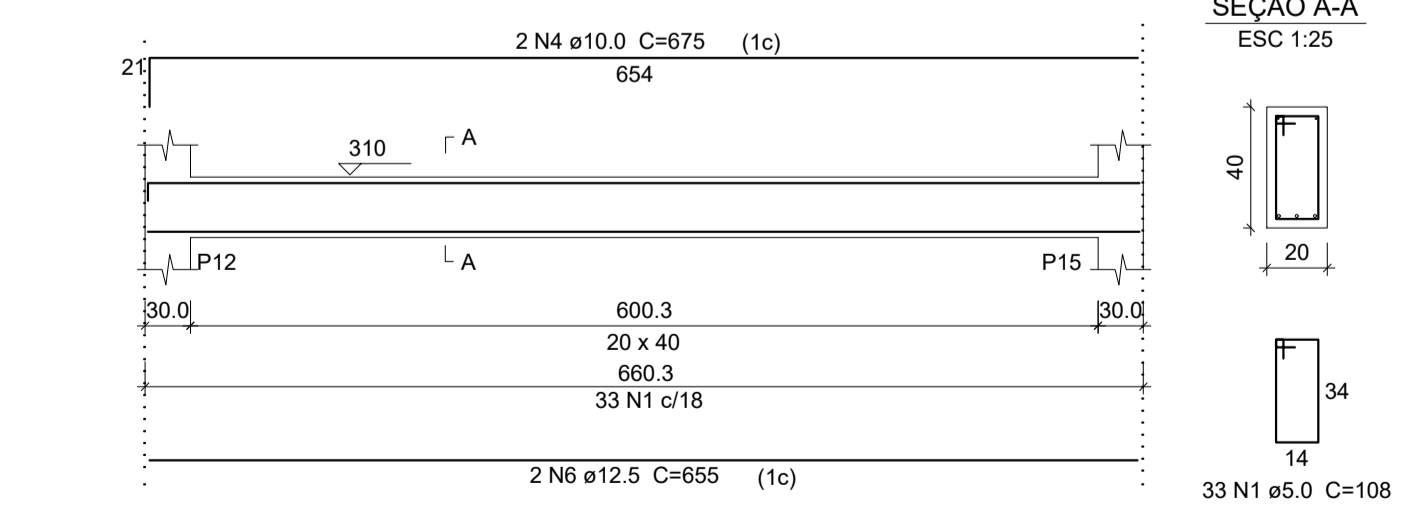 SEÇÃO A-A
ESC 1:25
2 N4 ø10.0 C=675 (1c)
21
654
310
A
A
P12
P15
40
20
30.0
600.3
30.0
20 x 40
660.3
33 N1 c/18
2 N6 ø12.5 C=655 (1c)
34
14
33 N1 ø5.0 C=108